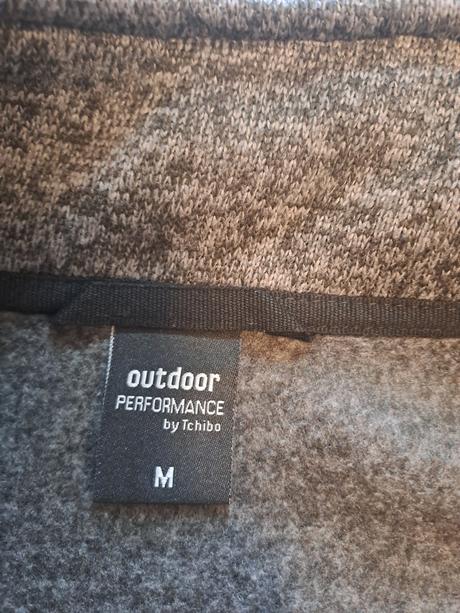 outdoor
PERFORMANCE
by Tchibo
M